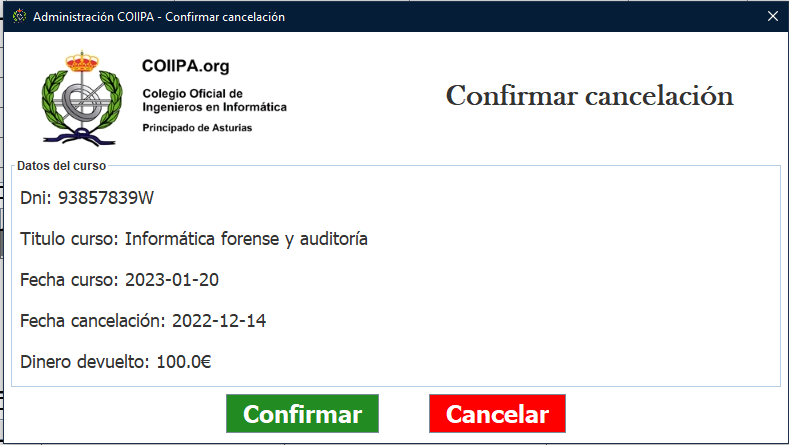 Administración COIIPA - Confirmar cancelación
COIIPA.org
Colegio Oficial de
Ingenieros en Informática
Principado de Asturias
Confirmar cancelación
Datos del curso
Dni: 93857839W
Titulo curso: Informática forense y auditoría
Fecha curso: 2023-01-20
Fecha cancelación: 2022-12-14
Dinero devuelto: 100.0€
Confirmar
Cancelar